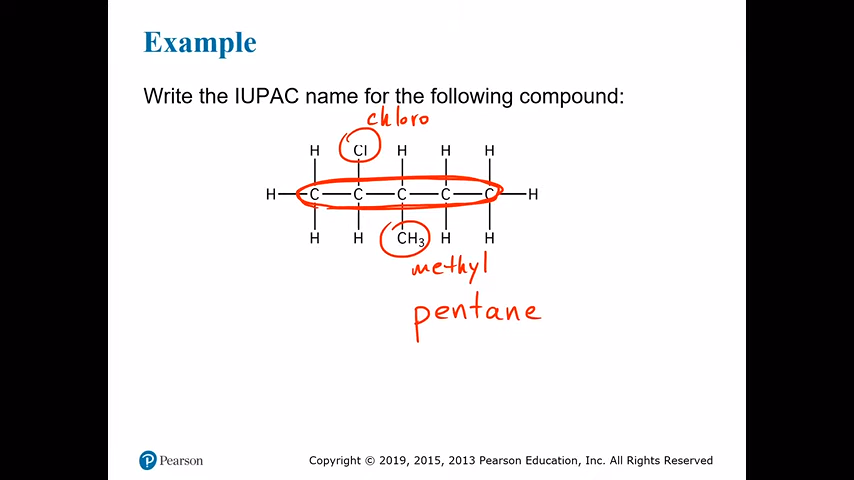 Example
Write the IUPAC name for the following compound:
chloro
H Cl H H H
H C C C C C H
H H CH3 H H
methyl
pentane
Pearson
Copyright © 2019, 2015, 2013 Pearson Education, Inc. All Rights Reserved